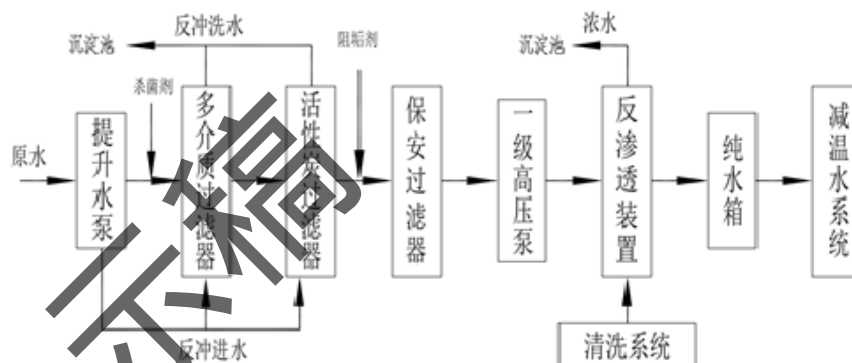 反冲洗水
沉淀池
杀菌剂
阻垢剂
沉淀池
浓水
原水
提升水泵
多介质过滤器
活性炭过滤器
保安过滤器
一级高压泵
反渗透装置
纯水箱
减温水系统
反冲进水
清洗系统
示稿